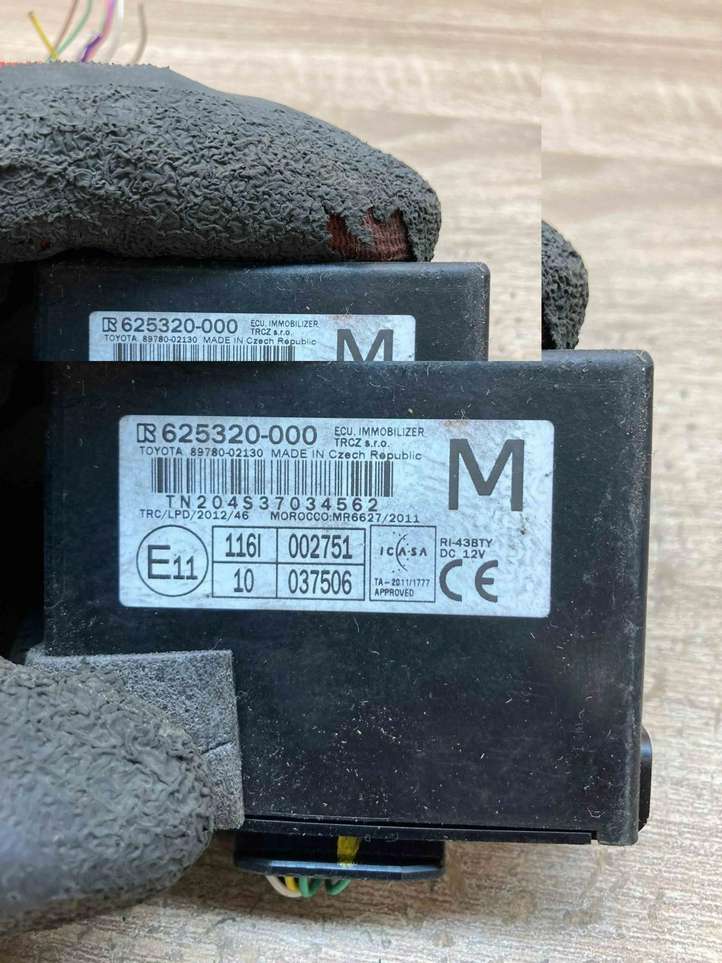 625320-000 ECU. IMMOBILIZER
TRCZ s.r.o.
TOYOTA 89780-02130 MADE IN Czech Republic
M
625320-000 ECU. IMMOBILIZER
TRCZ s.r.o.
TOYOTA 89780-02130 MADE IN Czech Republic
M
TN204S37034562
TRC/LPD/2012/46 MOROCCO:MR6627/2011
E11
116I 002751
10 037506
ICASA
TA-2011/1777
APPROVED
RI-43BTY
DC 12V
CE